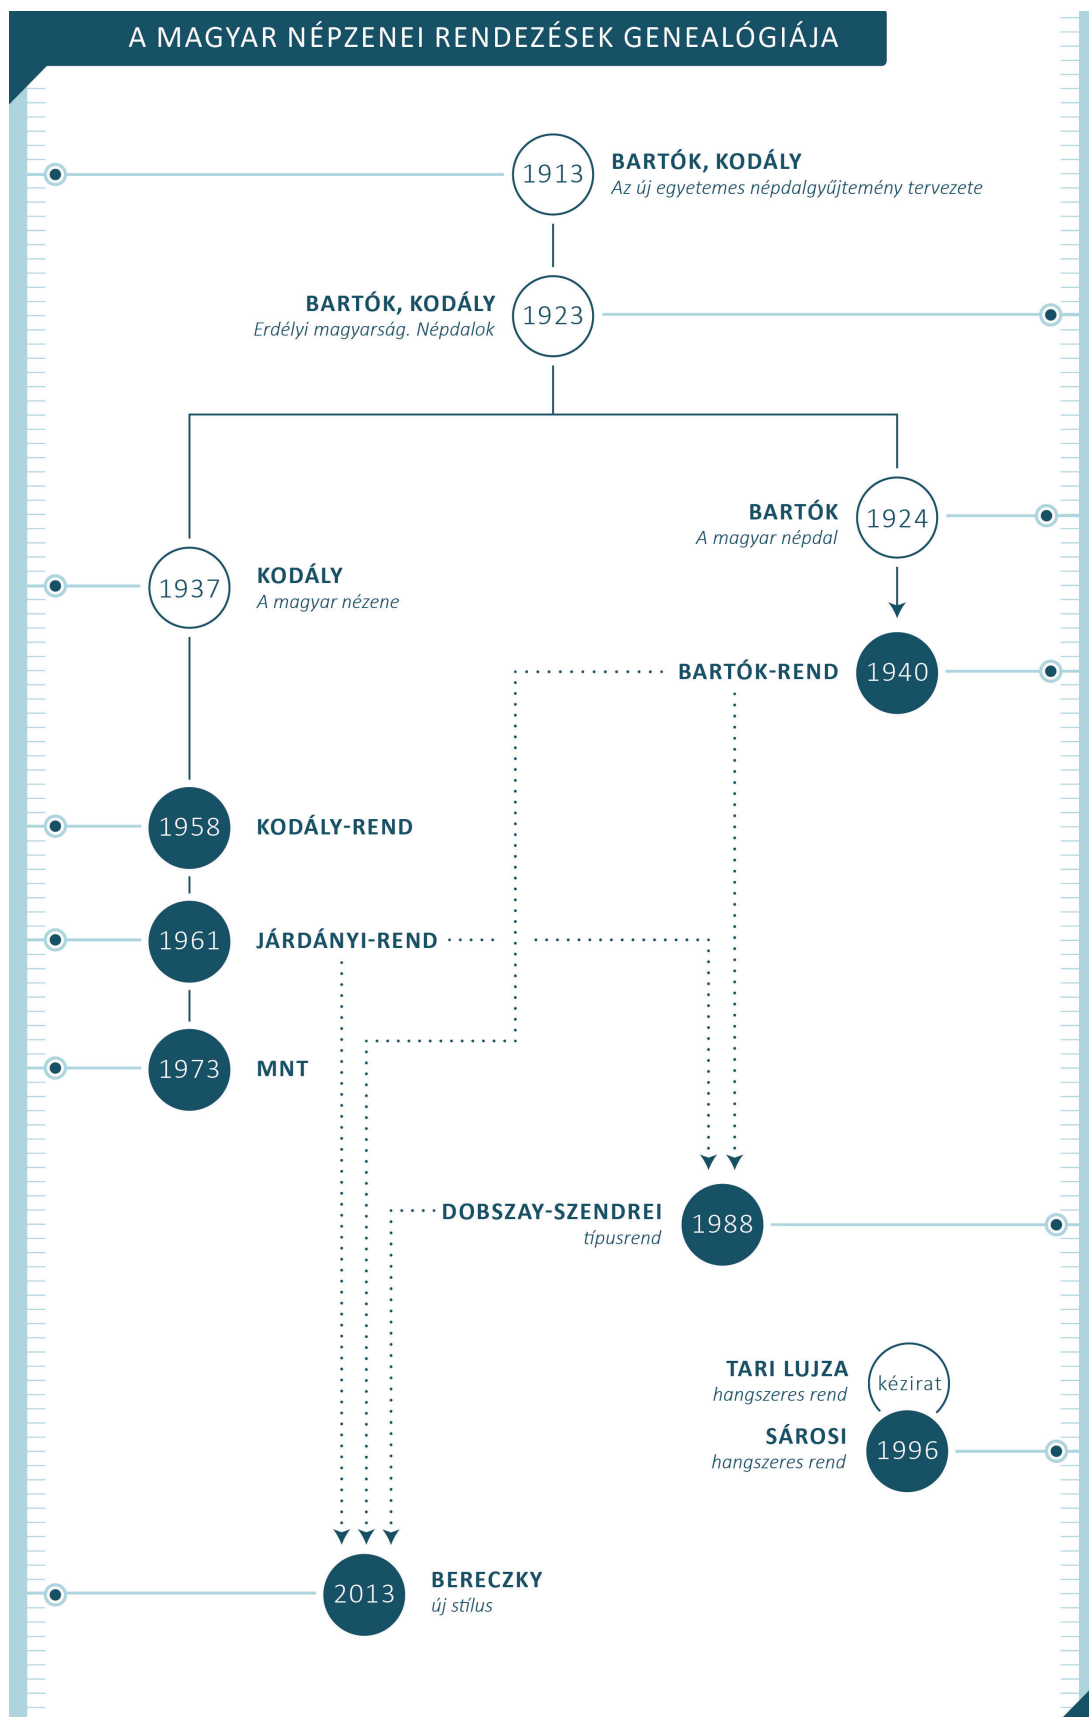 A MAGYAR NÉPZENEI RENDEZÉSEK GENEALÓGIÁJA
1913
BARTÓK, KODÁLY
Az új egyetemes népdalgyűjtemény tervezete
BARTÓK, KODÁLY
Erdélyi magyarság. Népdalok
1923
BARTÓK
A magyar népdal
1924
1937
KODÁLY
A magyar nézene
BARTÓK-REND
1940
1958
KODÁLY-REND
1961
JÁRDÁNYI-REND
1973
MNT
DOBSZAY-SZENDREI
típusrend
1988
TARI LUJZA
hangszeres rend
kézirat
SÁROSI
hangszeres rend
1996
2013
BERECZKY
új stílus